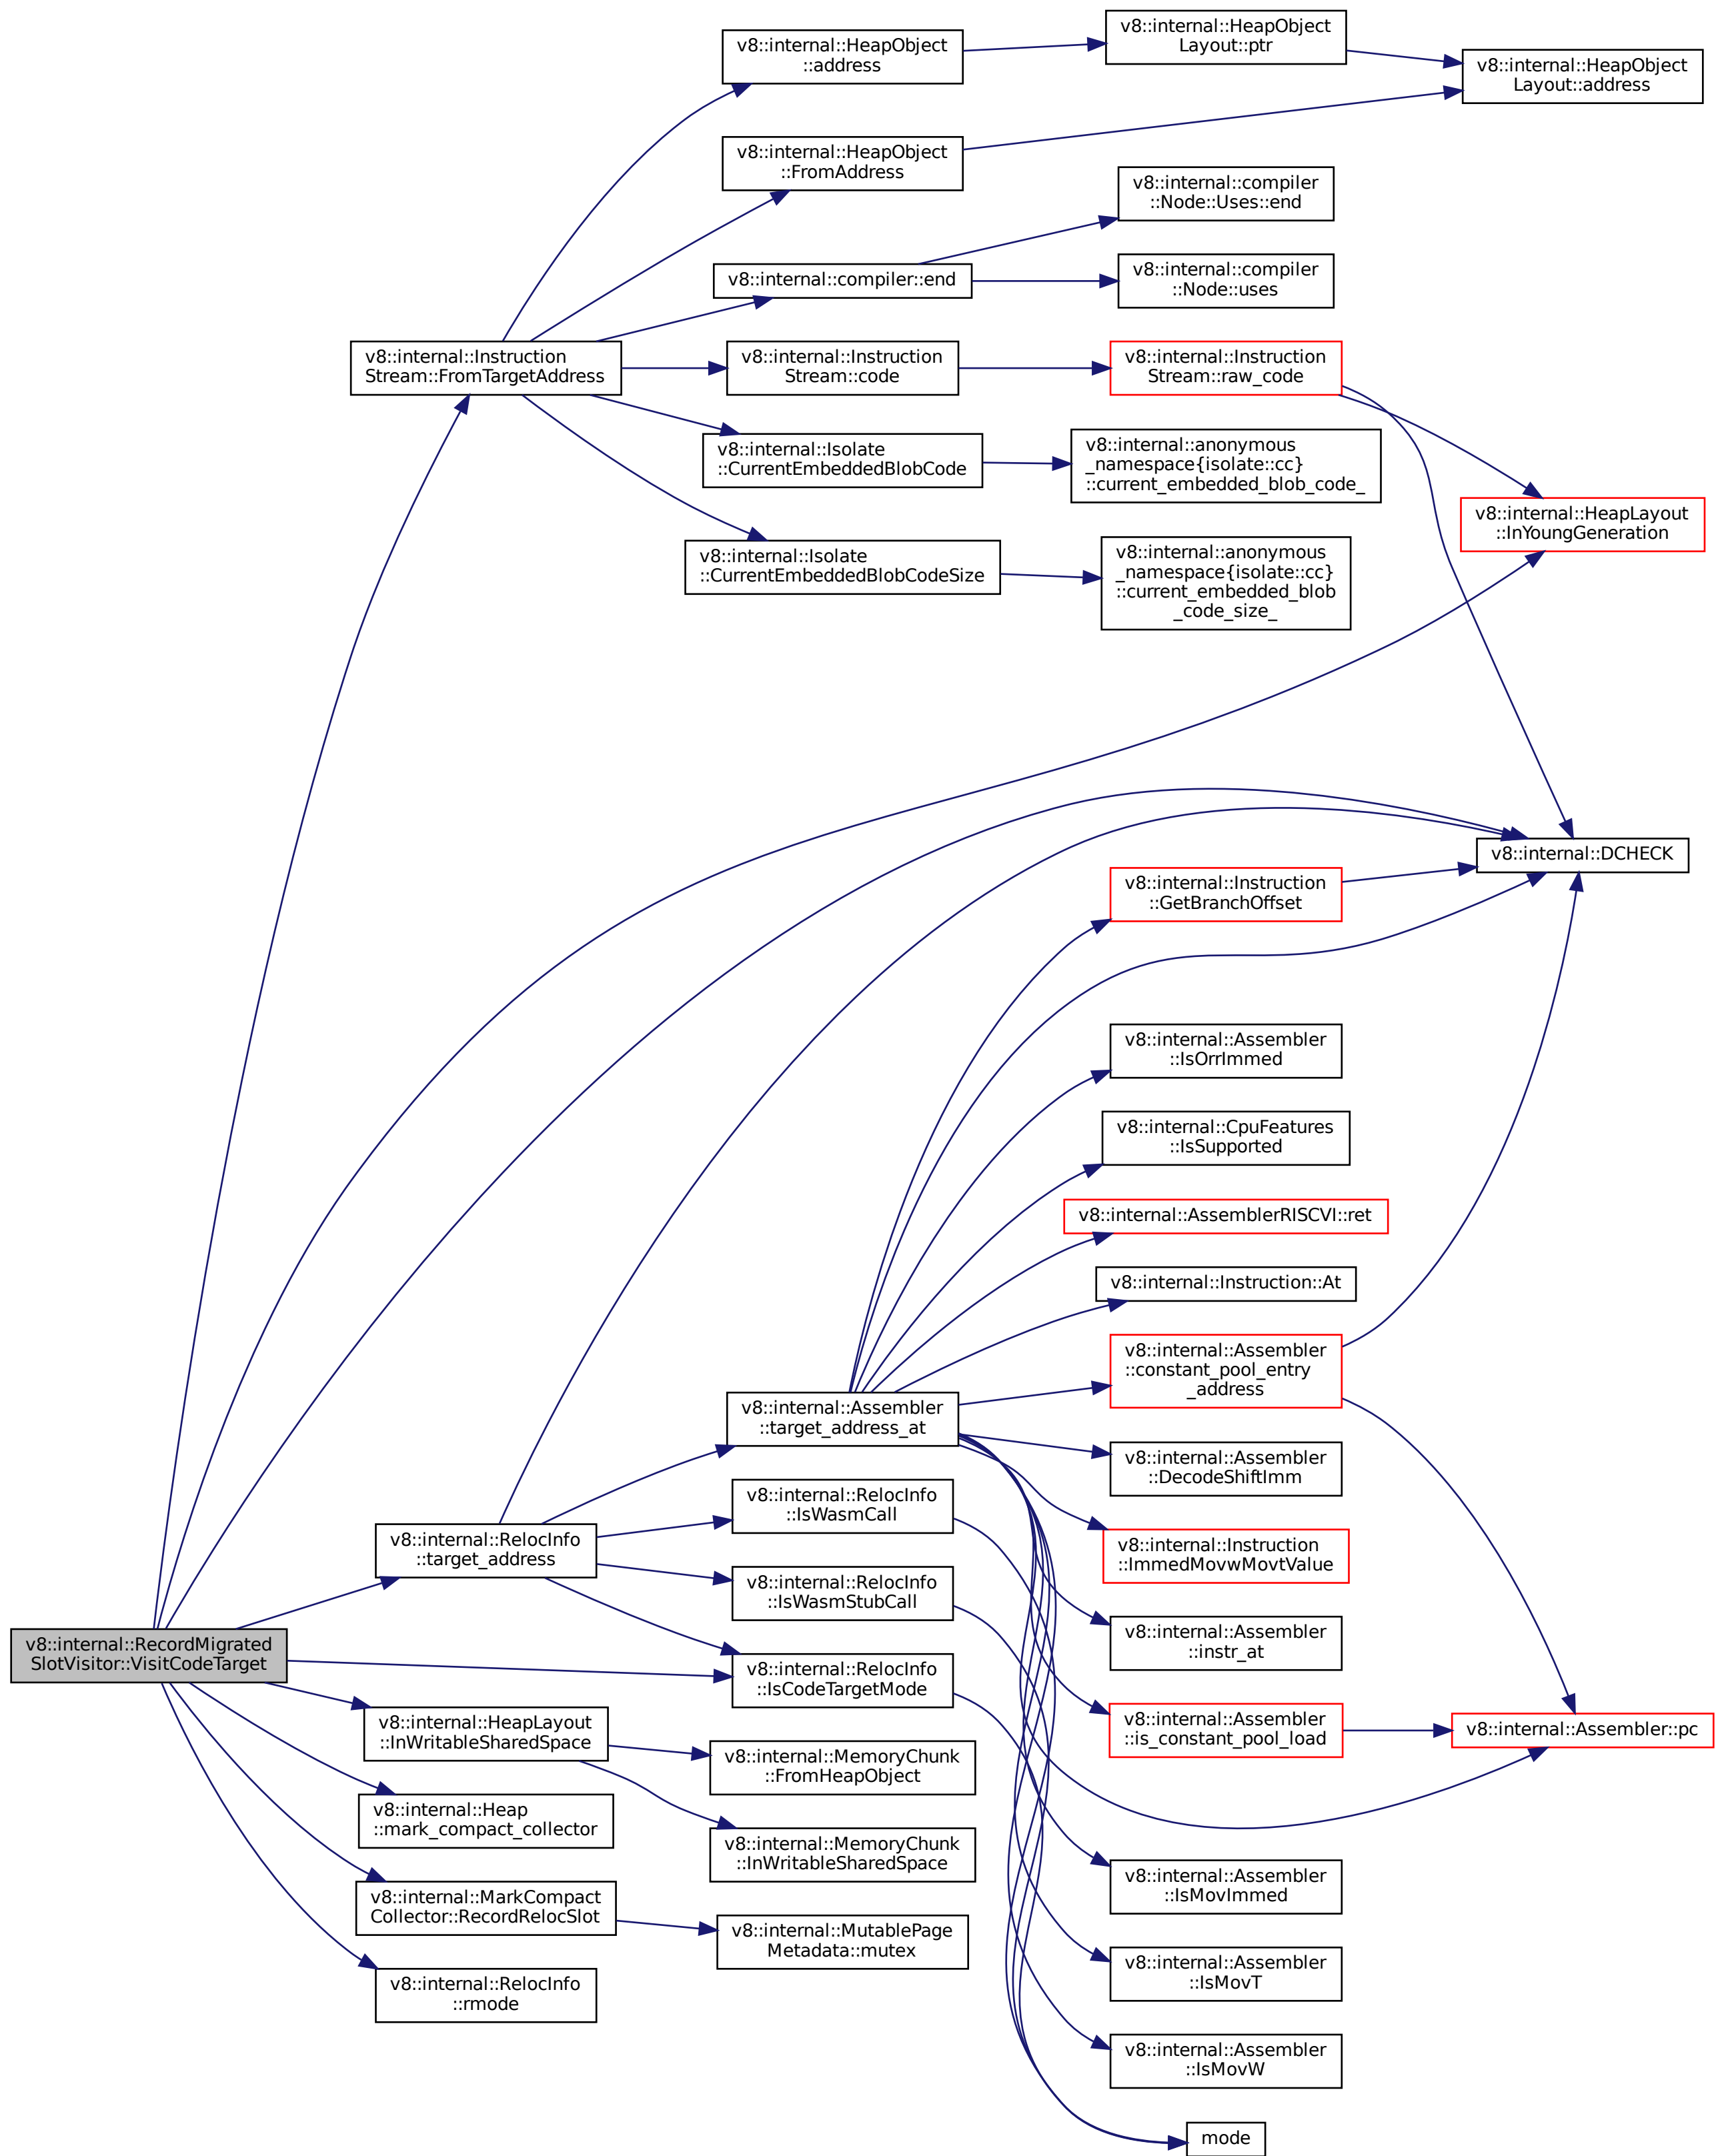 v8::internal::HeapObject
::address
v8::internal::HeapObject
Layout::ptr
v8::internal::HeapObject
Layout::address
v8::internal::HeapObject
::FromAddress
v8::internal::compiler
::Node::Uses::end
v8::internal::compiler::end
v8::internal::compiler
::Node::uses
v8::internal::Instruction
Stream::FromTargetAddress
v8::internal::Instruction
Stream::code
v8::internal::Instruction
Stream::raw_code
v8::internal::Isolate
::CurrentEmbeddedBlobCode
v8::internal::anonymous
_namespace{isolate::cc}
::current_embedded_blob_code_
v8::internal::HeapLayout
::InYoungGeneration
v8::internal::Isolate
::CurrentEmbeddedBlobCodeSize
v8::internal::anonymous
_namespace{isolate::cc}
::current_embedded_blob
_code_size_
v8::internal::DCHECK
v8::internal::Instruction
::GetBranchOffset
v8::internal::Assembler
::IsOrrImmed
v8::internal::CpuFeatures
::IsSupported
v8::internal::AssemblerRISCVI::ret
v8::internal::Instruction::At
v8::internal::Assembler
::constant_pool_entry
_address
v8::internal::Assembler
::target_address_at
v8::internal::Assembler
::DecodeShiftImm
v8::internal::RelocInfo
::IsWasmCall
v8::internal::RelocInfo
::target_address
v8::internal::Instruction
::ImmedMovwMovtValue
v8::internal::RelocInfo
::IsWasmStubCall
v8::internal::Assembler
::instr_at
v8::internal::RecordMigrated
SlotVisitor::VisitCodeTarget
v8::internal::RelocInfo
::IsCodeTargetMode
v8::internal::Assembler
::is_constant_pool_load
v8::internal::Assembler::pc
v8::internal::HeapLayout
::InWritableSharedSpace
v8::internal::MemoryChunk
::FromHeapObject
v8::internal::Heap
::mark_compact_collector
v8::internal::MemoryChunk
::InWritableSharedSpace
v8::internal::Assembler
::IsMovImmed
v8::internal::MarkCompact
Collector::RecordRelocSlot
v8::internal::MutablePage
Metadata::mutex
v8::internal::Assembler
::IsMovT
v8::internal::RelocInfo
::rmode
v8::internal::Assembler
::IsMovW
mode